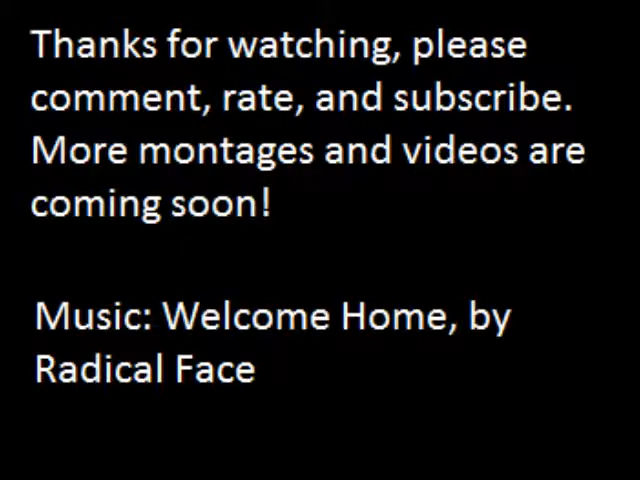 Thanks for watching, please
comment, rate, and subscribe.
More montages and videos are
coming soon!
Music: Welcome Home, by
Radical Face